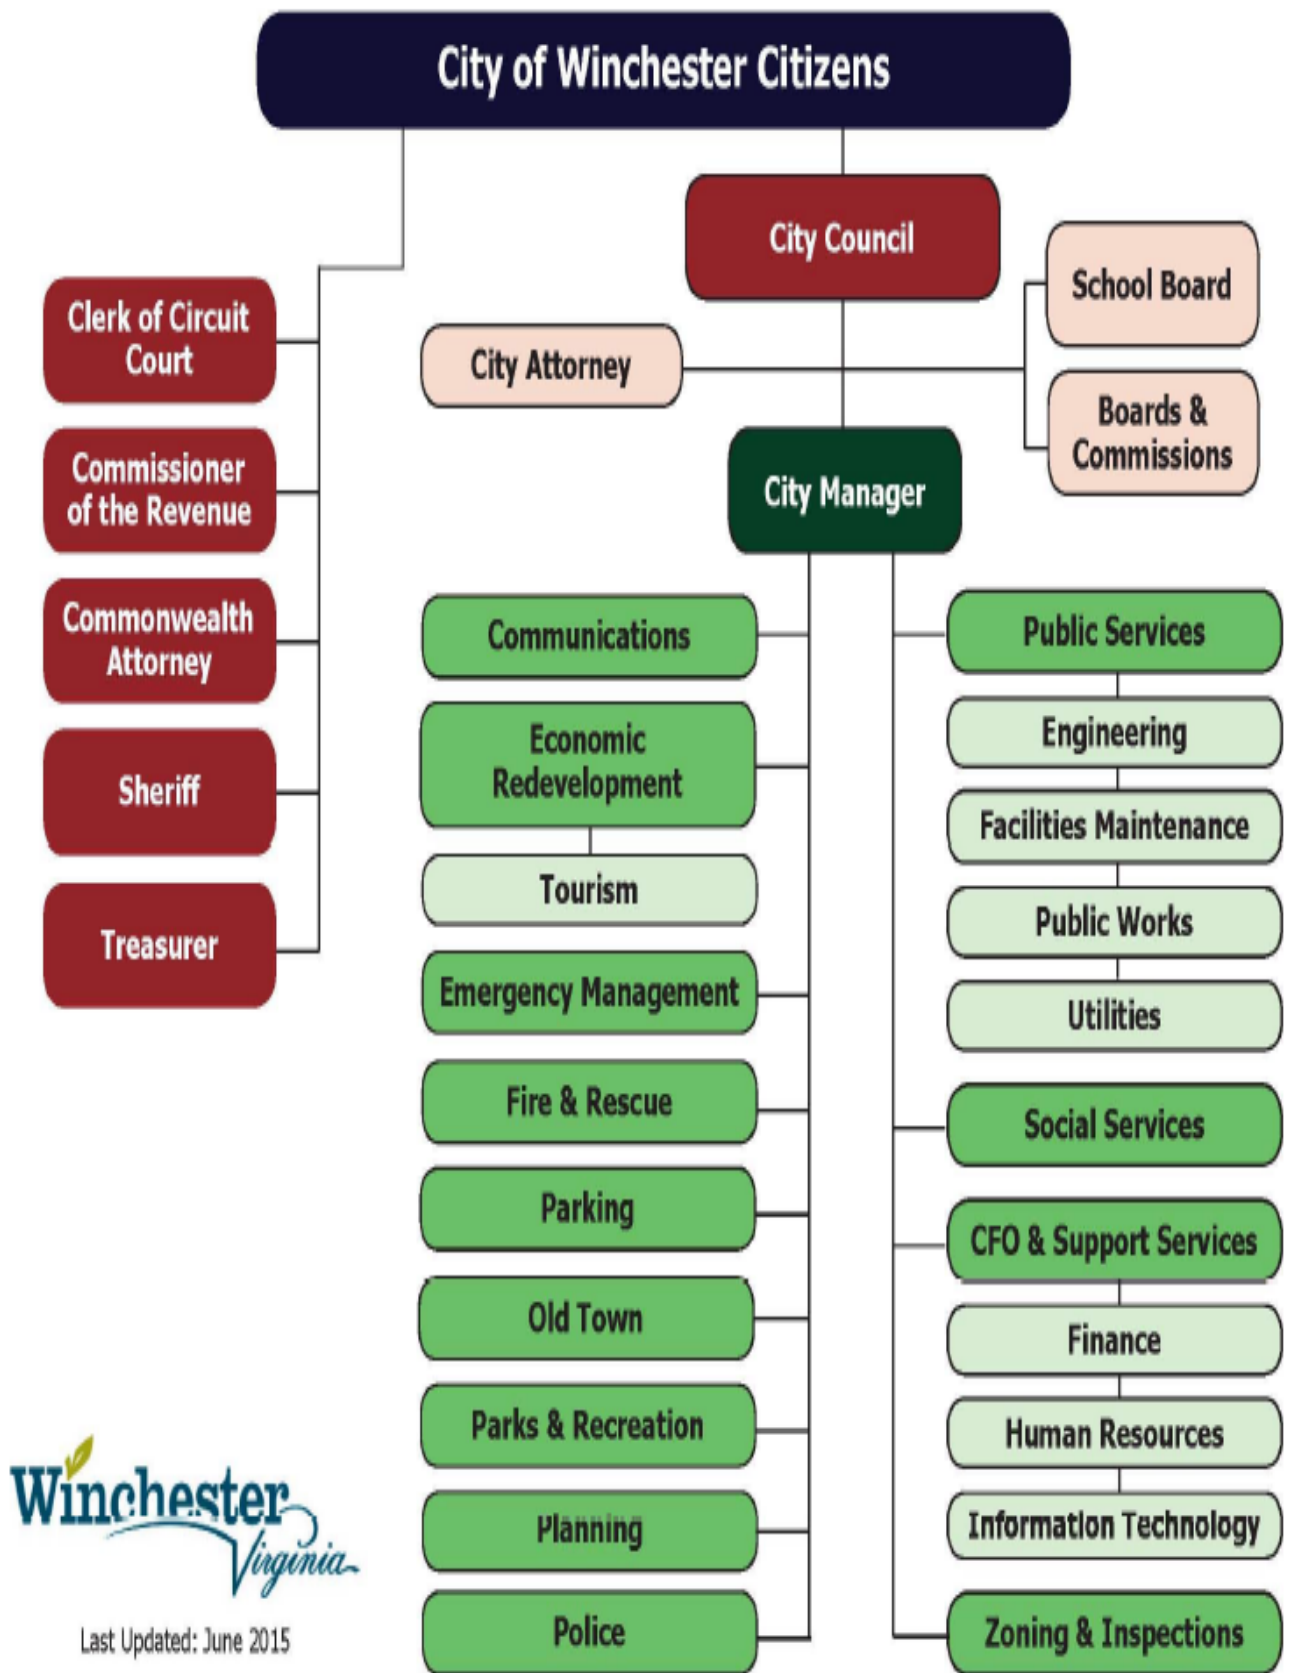 City of Winchester Citizens
City Council
School Board
City Attorney
Boards &
Commissions
City Manager
Clerk of Circuit
Court
Commissioner
of the Revenue
Commonwealth
Attorney
Sheriff
Treasurer
Communications
Economic
Redevelopment
Tourism
Emergency Management
Fire & Rescue
Parking
Old Town
Parks & Recreation
Planning
Police
Public Services
Engineering
Facilities Maintenance
Public Works
Utilities
Social Services
CFO & Support Services
Finance
Human Resources
Information Technology
Zoning & Inspections
Winchester
Virginia
Last Updated: June 2015